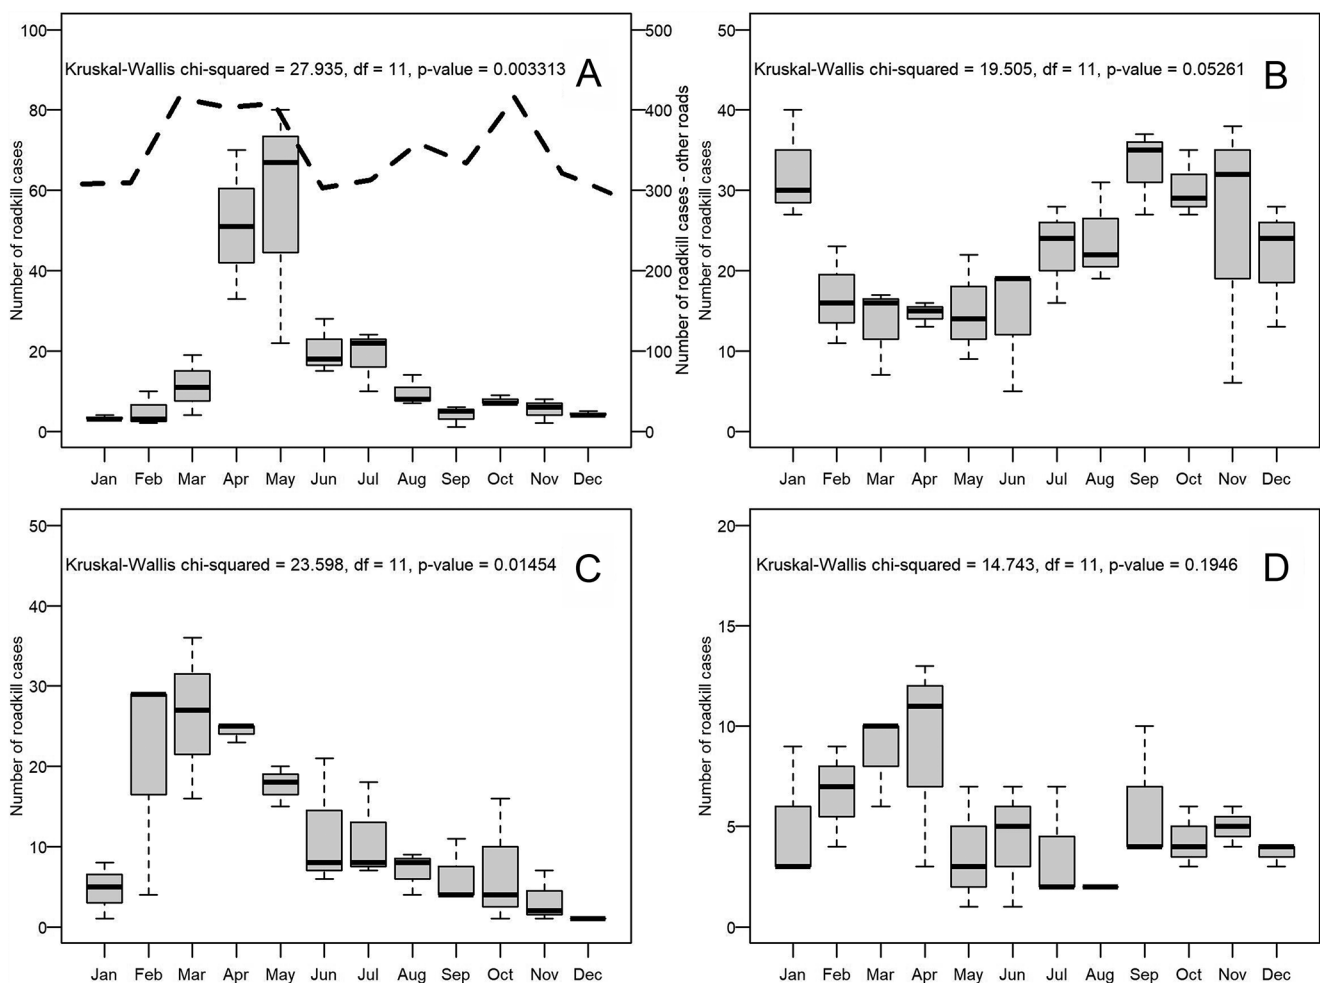 100
80
60
40
20
0
Number of roadkill cases
Kruskal-Wallis chi-squared = 27.935, df = 11, p-value = 0.003313
A
500
400
300
200
100
0
Number of roadkill cases - other roads
Jan Feb Mar Apr May Jun Jul Aug Sep Oct Nov Dec
50
40
30
20
10
0
Number of roadkill cases
Kruskal-Wallis chi-squared = 19.505, df = 11, p-value = 0.05261
B
Jan Feb Mar Apr May Jun Jul Aug Sep Oct Nov Dec
50
40
30
20
10
0
Number of roadkill cases
Kruskal-Wallis chi-squared = 23.598, df = 11, p-value = 0.01454
C
Jan Feb Mar Apr May Jun Jul Aug Sep Oct Nov Dec
20
15
10
5
0
Number of roadkill cases
Kruskal-Wallis chi-squared = 14.743, df = 11, p-value = 0.1946
D
Jan Feb Mar Apr May Jun Jul Aug Sep Oct Nov Dec